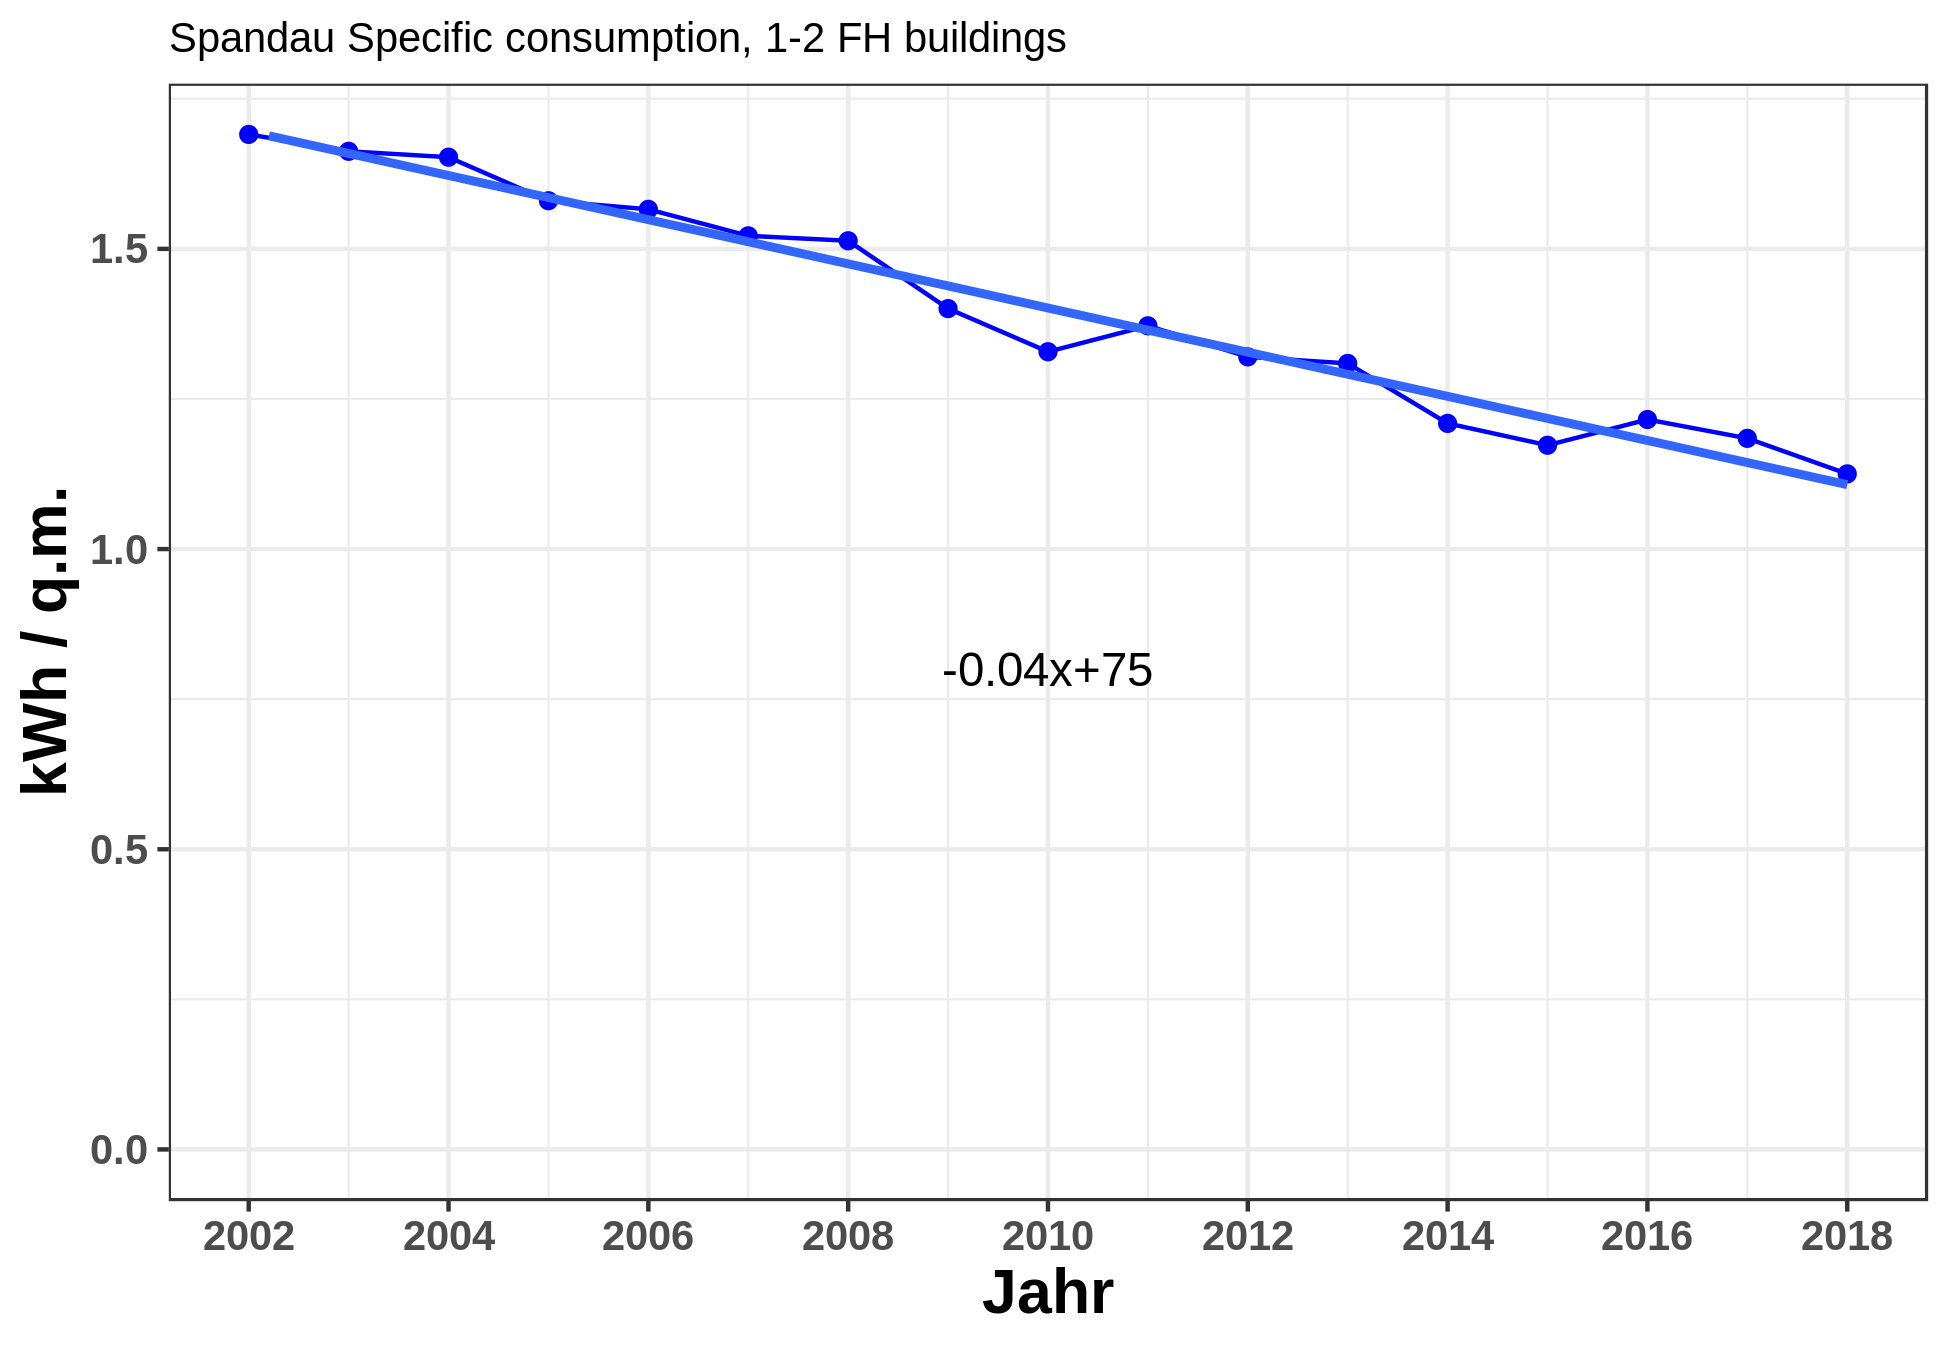 Spandau Specific consumption, 1-2 FH buildings
kWh / q.m.
1.5
1.0
0.5
0.0
-0.04x+75
2002 2004 2006 2008 2010 2012 2014 2016 2018
Jahr